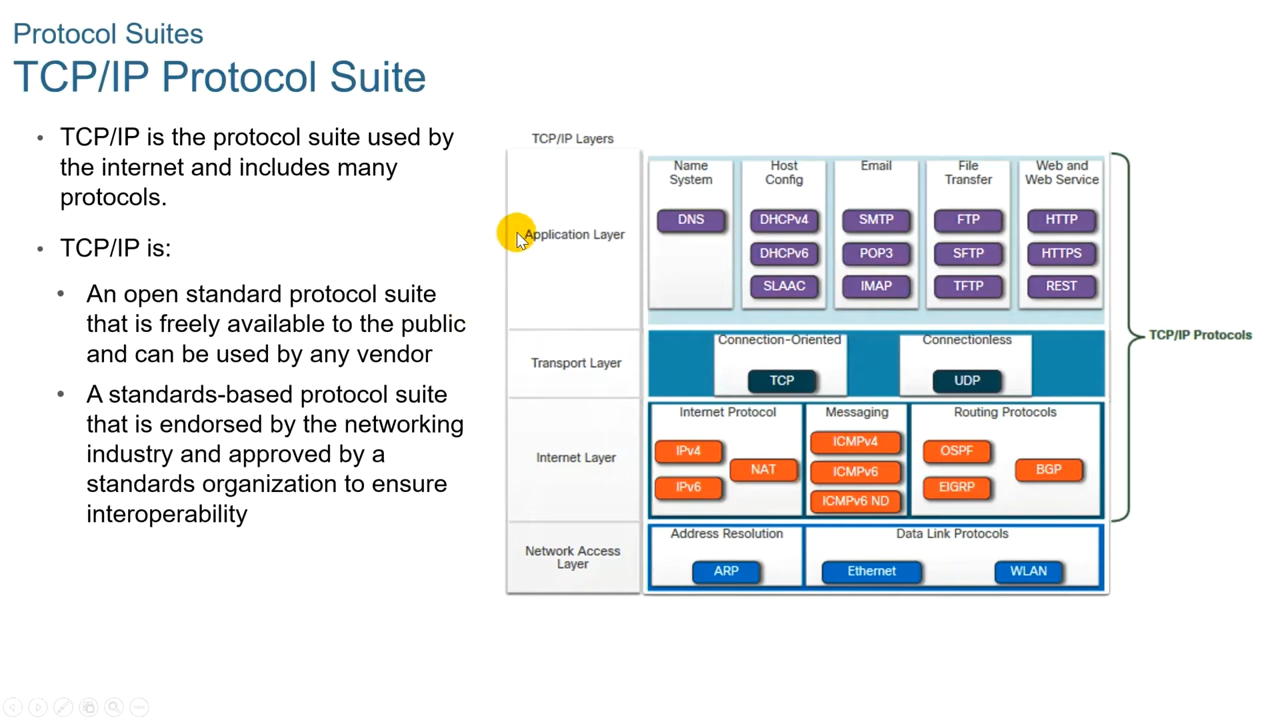 Protocol Suites
TCP/IP Protocol Suite
• TCP/IP is the protocol suite used by
the internet and includes many
protocols.
• TCP/IP is:
• An open standard protocol suite
that is freely available to the public
and can be used by any vendor
• A standards-based protocol suite
that is endorsed by the networking
industry and approved by a
standards organization to ensure
interoperability
TCP/IP Layers
Application Layer
Name
System
DNS
Host
Config
DHCPv4
DHCPv6
SLAAC
Email
SMTP
POP3
IMAP
File
Transfer
FTP
SFTP
TFTP
Web and
Web Service
HTTP
HTTPS
REST
Transport Layer
Connection-Oriented
TCP
Connectionless
UDP
Internet Layer
Internet Protocol
IPv4
NAT
IPv6
Messaging
ICMPv4
ICMPv6
ICMPv6 ND
Routing Protocols
OSPF
BGP
EIGRP
Network Access
Layer
Address Resolution
ARP
Data Link Protocols
Ethernet
WLAN
TCP/IP Protocols